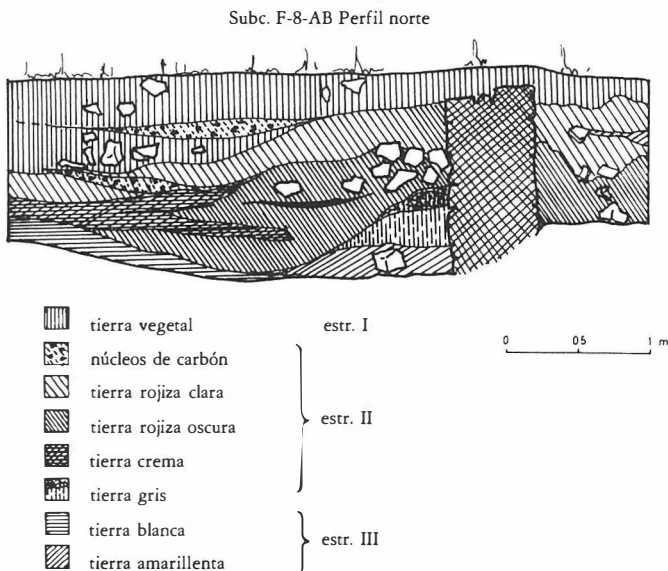 Subc. F-8-AB Perfil norte
tierra vegetal estr. I
núcleos de carbón
tierra rojiza clara
tierra rojiza oscura estr. II
tierra crema
tierra gris
tierra blanca
estr. III
tierra amarillenta
0 05 1 m